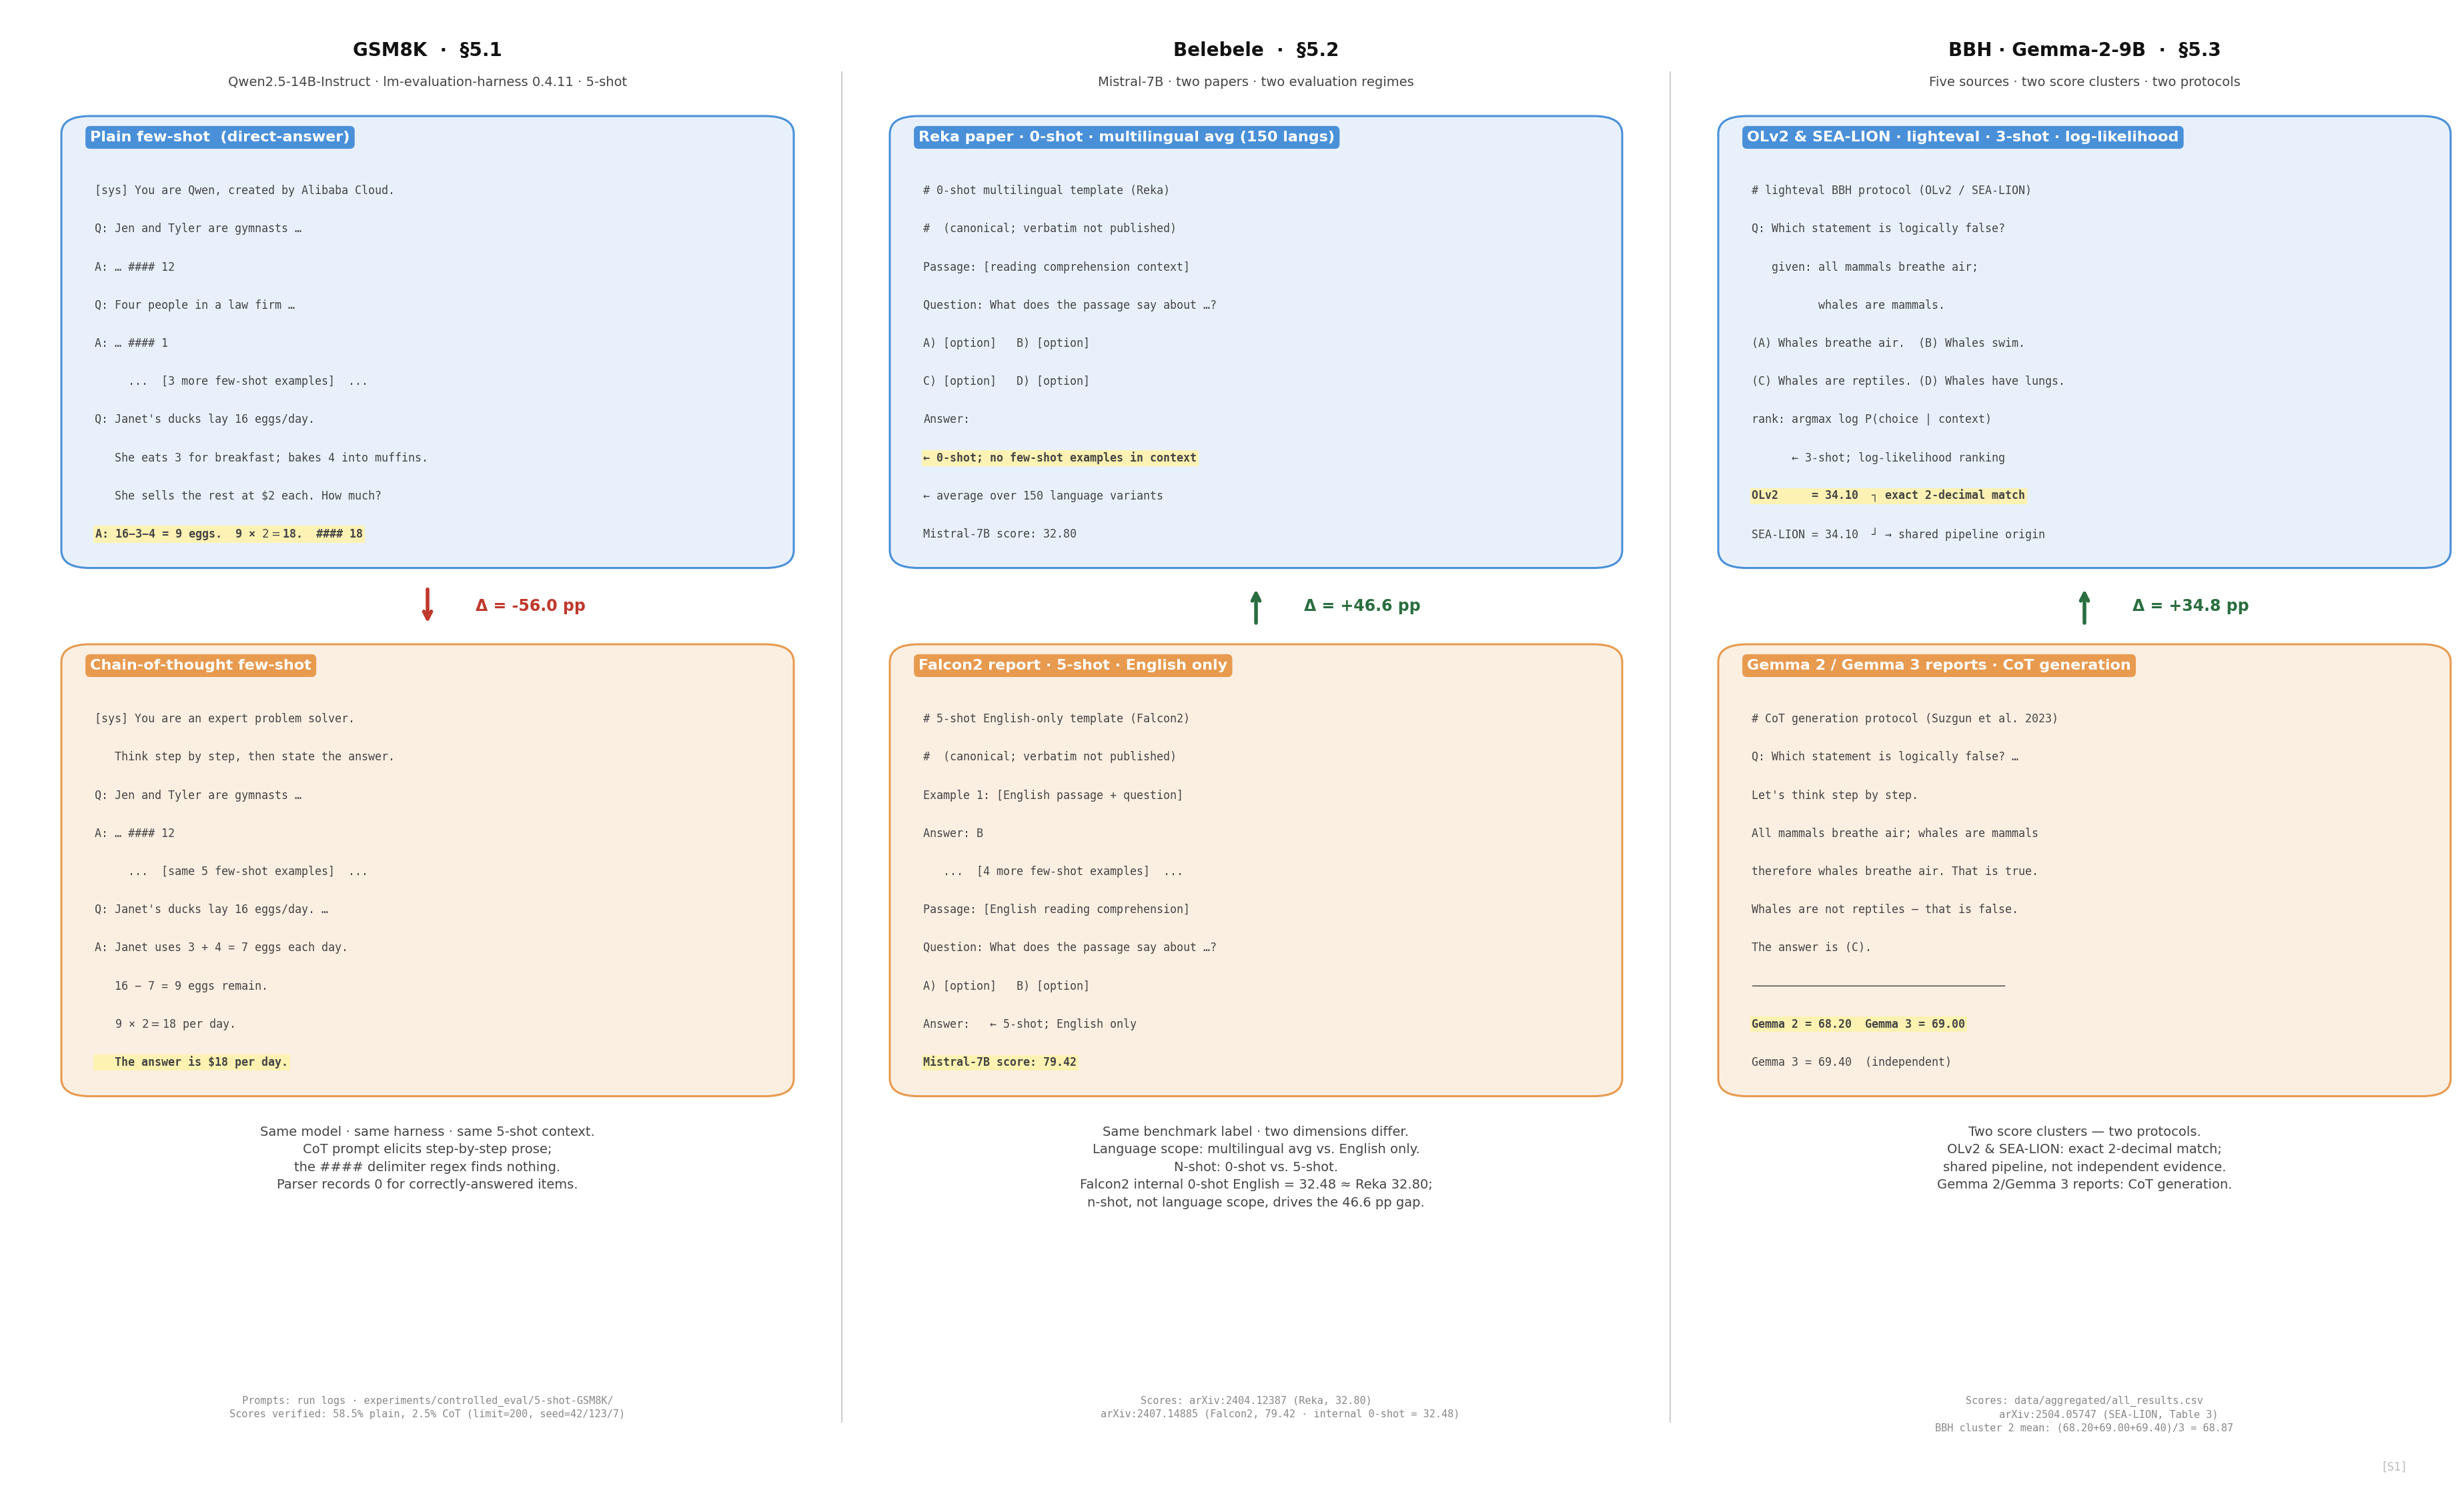 GSM8K · §5.1
Qwen2.5-14B-Instruct · lm-evaluation-harness 0.4.11 · 5-shot
Plain few-shot (direct-answer)
[sys] You are Qwen, created by Alibaba Cloud.
Q: Jen and Tyler are gymnasts …
A: … #### 12
Q: Four people in a law firm …
A: … #### 1
... [3 more few-shot examples] ...
Q: Janet's ducks lay 16 eggs/day.
She eats 3 for breakfast; bakes 4 into muffins.
She sells the rest at $2 each. How much?
A: 16−3−4 = 9 eggs. 9 × 2=18. #### 18
Δ = -56.0 pp
Chain-of-thought few-shot
[sys] You are an expert problem solver.
Think step by step, then state the answer.
Q: Jen and Tyler are gymnasts …
A: … #### 12
... [same 5 few-shot examples] ...
Q: Janet's ducks lay 16 eggs/day. …
A: Janet uses 3 + 4 = 7 eggs each day.
16 − 7 = 9 eggs remain.
9 × 2=18 per day.
The answer is $18 per day.
Same model · same harness · same 5-shot context.
CoT prompt elicits step-by-step prose;
the #### delimiter regex finds nothing.
Parser records 0 for correctly-answered items.
Prompts: run logs · experiments/controlled_eval/5-shot-GSM8K/
Scores verified: 58.5% plain, 2.5% CoT (limit=200, seed=42/123/7)
Belebele · §5.2
Mistral-7B · two papers · two evaluation regimes
Reka paper · 0-shot · multilingual avg (150 langs)
# 0-shot multilingual template (Reka)
# (canonical; verbatim not published)
Passage: [reading comprehension context]
Question: What does the passage say about …?
A) [option] B) [option]
C) [option] D) [option]
Answer:
← 0-shot; no few-shot examples in context
← average over 150 language variants
Mistral-7B score: 32.80
Δ = +46.6 pp
Falcon2 report · 5-shot · English only
# 5-shot English-only template (Falcon2)
# (canonical; verbatim not published)
Example 1: [English passage + question]
Answer: B
... [4 more few-shot examples] ...
Passage: [English reading comprehension]
Question: What does the passage say about …?
A) [option] B) [option]
Answer: ← 5-shot; English only
Mistral-7B score: 79.42
Same benchmark label · two dimensions differ.
Language scope: multilingual avg vs. English only.
N-shot: 0-shot vs. 5-shot.
Falcon2 internal 0-shot English = 32.48 ≈ Reka 32.80;
n-shot, not language scope, drives the 46.6 pp gap.
Scores: arXiv:2404.12387 (Reka, 32.80)
arXiv:2407.14885 (Falcon2, 79.42 · internal 0-shot = 32.48)
BBH · Gemma-2-9B · §5.3
Five sources · two score clusters · two protocols
OLv2 & SEA-LION · lighteval · 3-shot · log-likelihood
# lighteval BBH protocol (OLv2 / SEA-LION)
Q: Which statement is logically false?
given: all mammals breathe air;
whales are mammals.
(A) Whales breathe air. (B) Whales swim.
(C) Whales are reptiles. (D) Whales have lungs.
rank: argmax log P(choice | context)
← 3-shot; log-likelihood ranking
OLv2 = 34.10 ┐ exact 2-decimal match
SEA-LION = 34.10 ┘ → shared pipeline origin
Δ = +34.8 pp
Gemma 2 / Gemma 3 reports · CoT generation
# CoT generation protocol (Suzgun et al. 2023)
Q: Which statement is logically false? …
Let's think step by step.
All mammals breathe air; whales are mammals
therefore whales breathe air. That is true.
Whales are not reptiles — that is false.
The answer is (C).
Gemma 2 = 68.20 Gemma 3 = 69.00
Gemma 3 = 69.40 (independent)
Two score clusters — two protocols.
OLv2 & SEA-LION: exact 2-decimal match;
shared pipeline, not independent evidence.
Gemma 2/Gemma 3 reports: CoT generation.
Scores: data/aggregated/all_results.csv
arXiv:2504.05747 (SEA-LION, Table 3)
BBH cluster 2 mean: (68.20+69.00+69.40)/3 = 68.87
[S1]